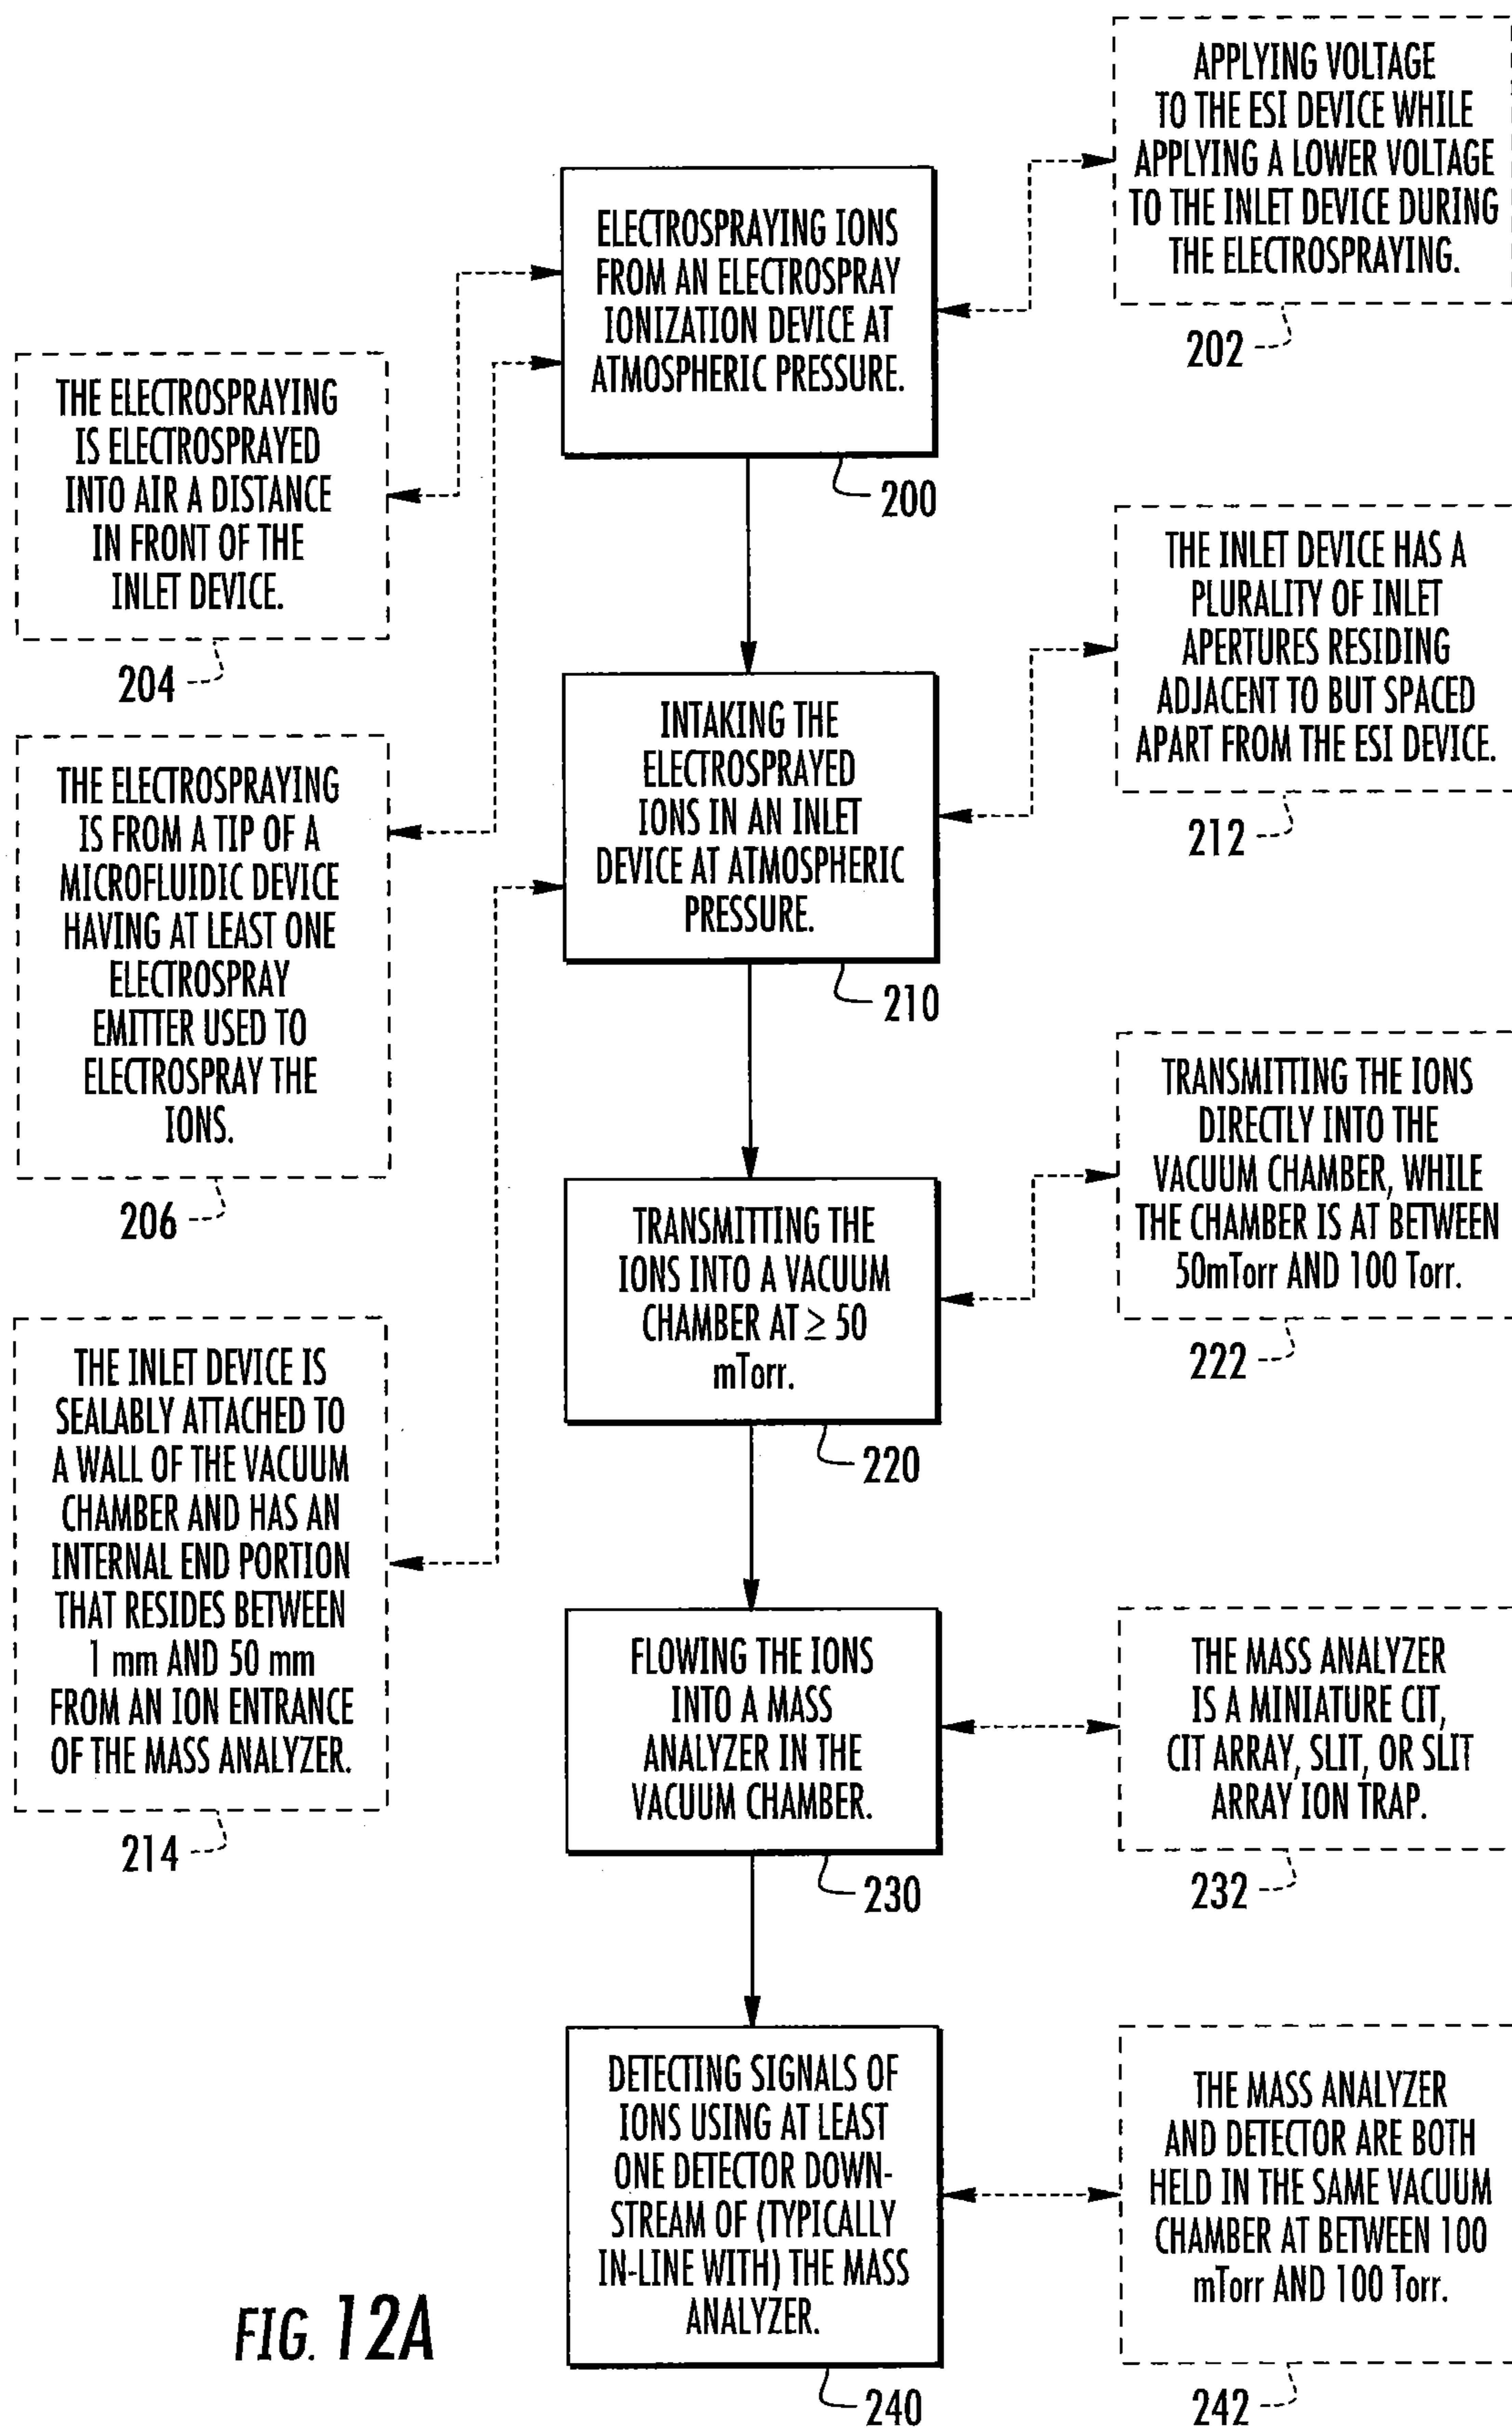 APPLYING VOLTAGE
TO THE ESI DEVICE WHILE
APPLYING A LOWER VOLTAGE
TO THE INLET DEVICE DURING
THE ELECTROSPRAYING.
202
ELECTROSPRAYING IONS
FROM AN ELECTROSPRAY
IONIZATION DEVICE AT
ATMOSPHERIC PRESSURE.
200
THE ELECTROSPRAYING
IS ELECTROSPRAYED
INTO AIR A DISTANCE
IN FRONT OF THE
INLET DEVICE.
204
THE INLET DEVICE HAS A
PLURALITY OF INLET
APERTURES RESIDING
ADJACENT TO BUT SPACED
APART FROM THE ESI DEVICE.
212
INTAKING THE
ELECTROSPRAYED
IONS IN AN INLET
DEVICE AT ATMOSPHERIC
PRESSURE.
210
THE ELECTROSPRAYING
IS FROM A TIP OF A
MICROFLUIDIC DEVICE
HAVING AT LEAST ONE
ELECTROSPRAY
EMITTER USED TO
ELECTROSPRAY THE
IONS.
206
TRANSMITTING THE IONS
DIRECTLY INTO THE
VACUUM CHAMBER, WHILE
THE CHAMBER IS AT BETWEEN
50mTorr AND 100 Torr.
222
TRANSMITTING THE
IONS INTO A VACUUM
CHAMBER AT ≥ 50
mTorr.
220
THE INLET DEVICE IS
SEALABLY ATTACHED TO
A WALL OF THE VACUUM
CHAMBER AND HAS AN
INTERNAL END PORTION
THAT RESIDES BETWEEN
1 mm AND 50 mm
FROM AN ION ENTRANCE
OF THE MASS ANALYZER.
214
FLOWING THE IONS
INTO A MASS
ANALYZER IN THE
VACUUM CHAMBER.
230
THE MASS ANALYZER
IS A MINIATURE CIT,
CIT ARRAY, SLIT, OR SLIT
ARRAY ION TRAP.
232
DETECTING SIGNALS OF
IONS USING AT LEAST
ONE DETECTOR DOWN-
STREAM OF (TYPICALLY
IN-LINE WITH) THE MASS
ANALYZER.
240
THE MASS ANALYZER
AND DETECTOR ARE BOTH
HELD IN THE SAME VACUUM
CHAMBER AT BETWEEN 100
mTorr AND 100 Torr.
242
FIG. 12A